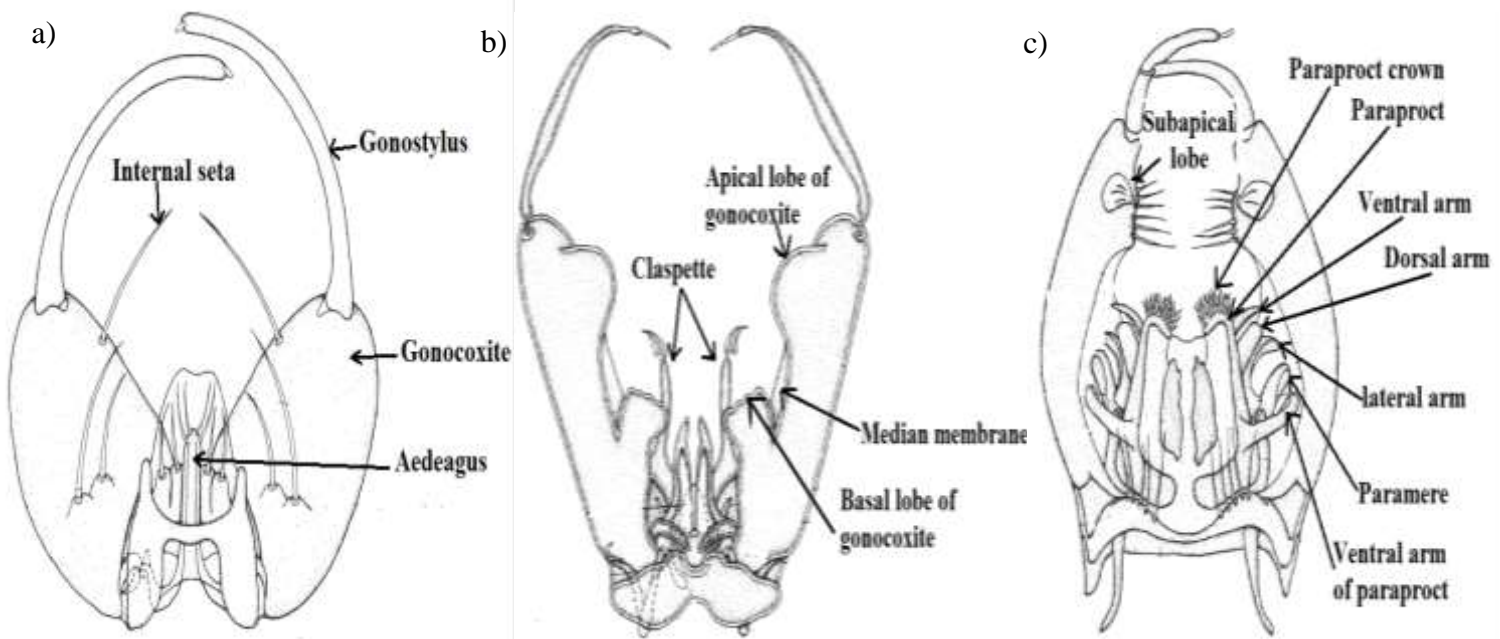 a)
Gonostylus
Internal seta
Gonocoxite
Aedeagus
b)
Apical lobe of
gonocoxite
Claspette
Median membrane
Basal lobe of
gonocoxite
c)
Paraproct crown
Paraproct
Subapical
lobe
Ventral arm
Dorsal arm
lateral arm
Paramere
Ventral arm
of paraproct